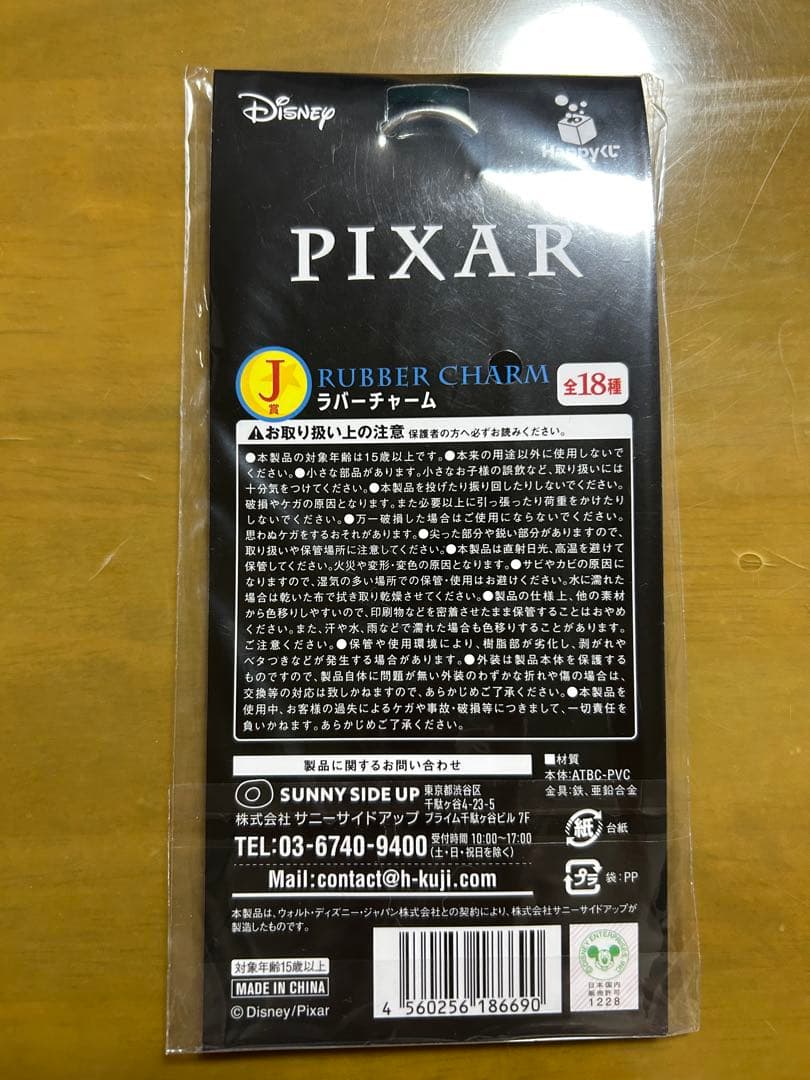 Disney
Happyくじ
PIXAR
J賞
RUBBER CHARM
ラバーチャーム
全18種
⚠お取り扱い上の注意 保護者の方へ必ずお読みください。
●本製品の対象年齢は15歳以上です。●本来の用途以外に使用しないで
ください。●小さな部品があります。小さなお子様の誤飲など、取り扱いには
十分気をつけてください。●本製品を投げたり振り回したりしないでください。
破損やケガの原因となります。また必要以上に引っ張ったり荷重をかけたり
しないでください。●万一破損した場合はご使用にならないでください。
思わぬケガをするおそれがあります。●尖った部分や鋭い部分がありますので、
取り扱いや保管場所に注意してください。●本製品は直射日光、高温を避けて
保管してください。火災や変形・変色の原因となります。●サビやカビの原因に
なりますので、湿気の多い場所での保管・使用はお避けください。水に濡れた
場合は乾いた布で拭き取り乾燥させてください。●製品の仕様上、他の素材
から色移りしやすいので、印刷物などを密着させたまま保管することはおやめ
ください。また、汗や水、雨などで濡れた場合も色移りすることがあります。
ご注意ください。●保管や使用環境により、樹脂部が劣化し、剥がれや
ベタつきなどが発生する場合があります。●外装は製品本体を保護する
ものですので、製品自体に問題が無い外装のわずかな折れや傷の場合は、
交換等の対応は致しかねますので、あらかじめご了承ください。●本製品を
使用中、お客様の過失によるケガや事故・破損等につきまして、一切責任を
負いかねます。あらかじめご了承ください。
製品に関するお問い合わせ
SUNNY SIDE UP
株式会社 サニーサイドアップ
東京都渋谷区
千駄ヶ谷4-23-5
プライム千駄ヶ谷ビル 7F
TEL:03-6740-9400
受付時間 10:00〜17:00
(土・日・祝日を除く)
Mail:contact@h-kuji.com
■材質
本体:ATBC-PVC
金具:鉄、亜鉛合金
紙 台紙
プラ 袋:PP
本製品は、ウォルト・ディズニー・ジャパン株式会社との契約により、株式会社サニーサイドアップが
製造したものです。
対象年齢15歳以上
MADE IN CHINA
©Disney/Pixar
4 560256 186690
DISNEY ENTERPRISES, INC.
日本国内
販売許可
1228